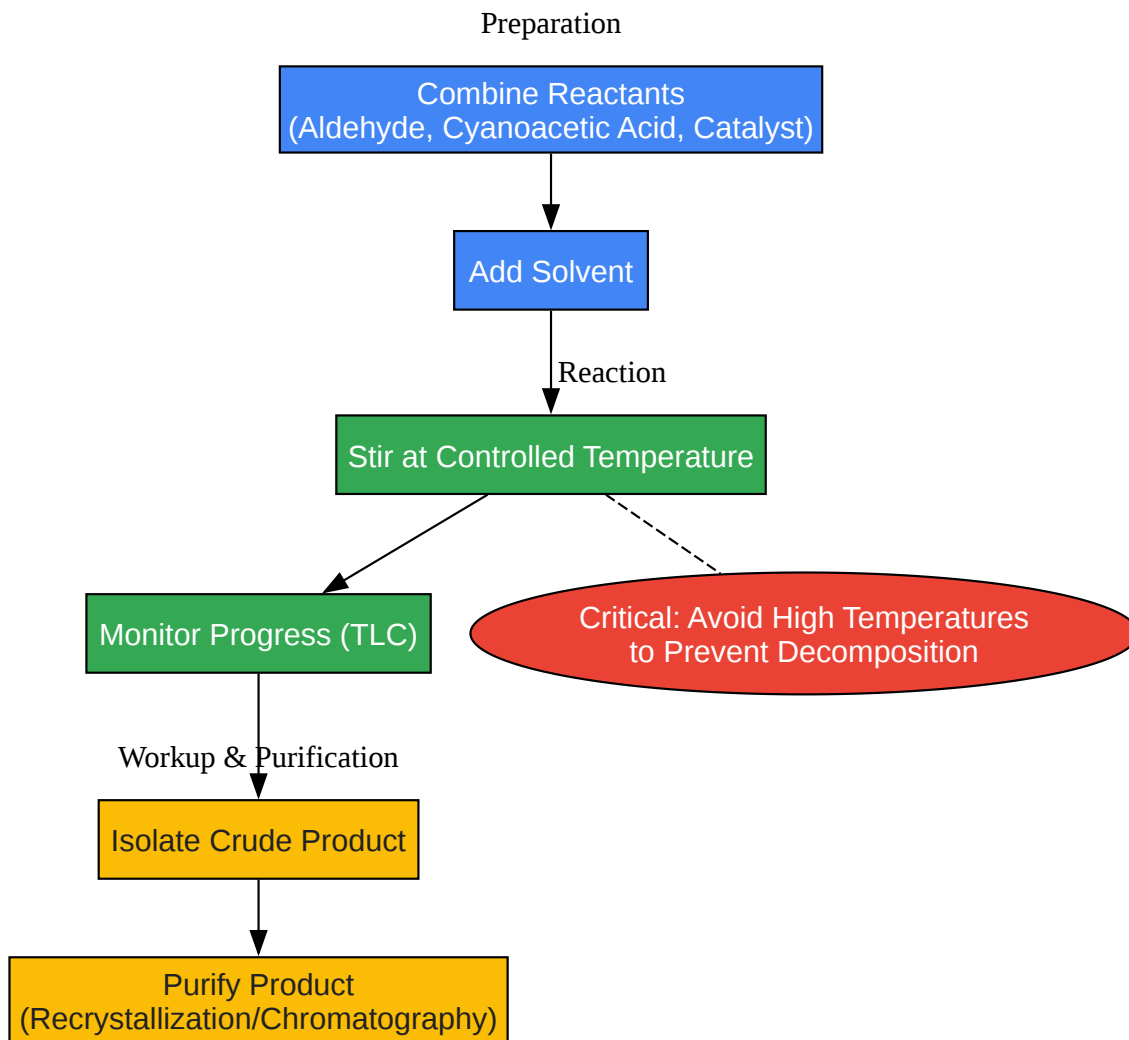 Preparation
Combine Reactants
(Aldehyde, Cyanoacetic Acid, Catalyst)
Add Solvent
Reaction
Stir at Controlled Temperature
Monitor Progress (TLC)
Critical: Avoid High Temperatures
to Prevent Decomposition
Workup & Purification
Isolate Crude Product
Purify Product
(Recrystallization/Chromatography)